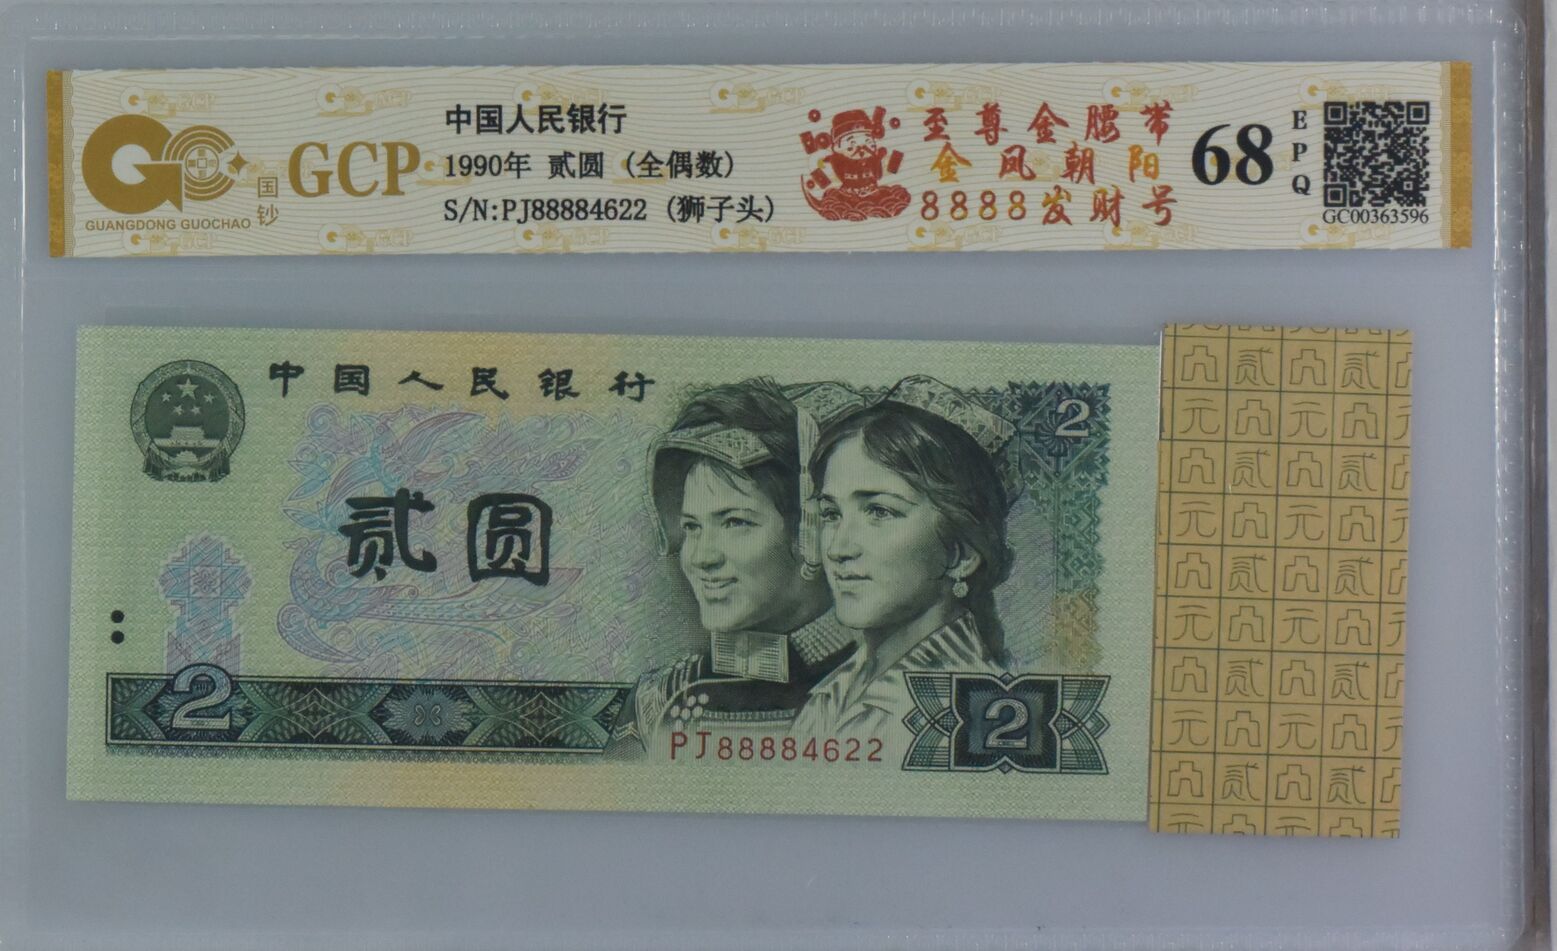 GCP
国钞
GUANGDONG GUOCHAO
中国人民银行
1990年 贰圆 (全偶数)
S/N:PJ88884622 (狮子头)
至尊金腰带
金凤朝阳
8888发财号
68
EPQ
GC00363596
中国人民银行
2
贰圆
2
2
PJ88884622